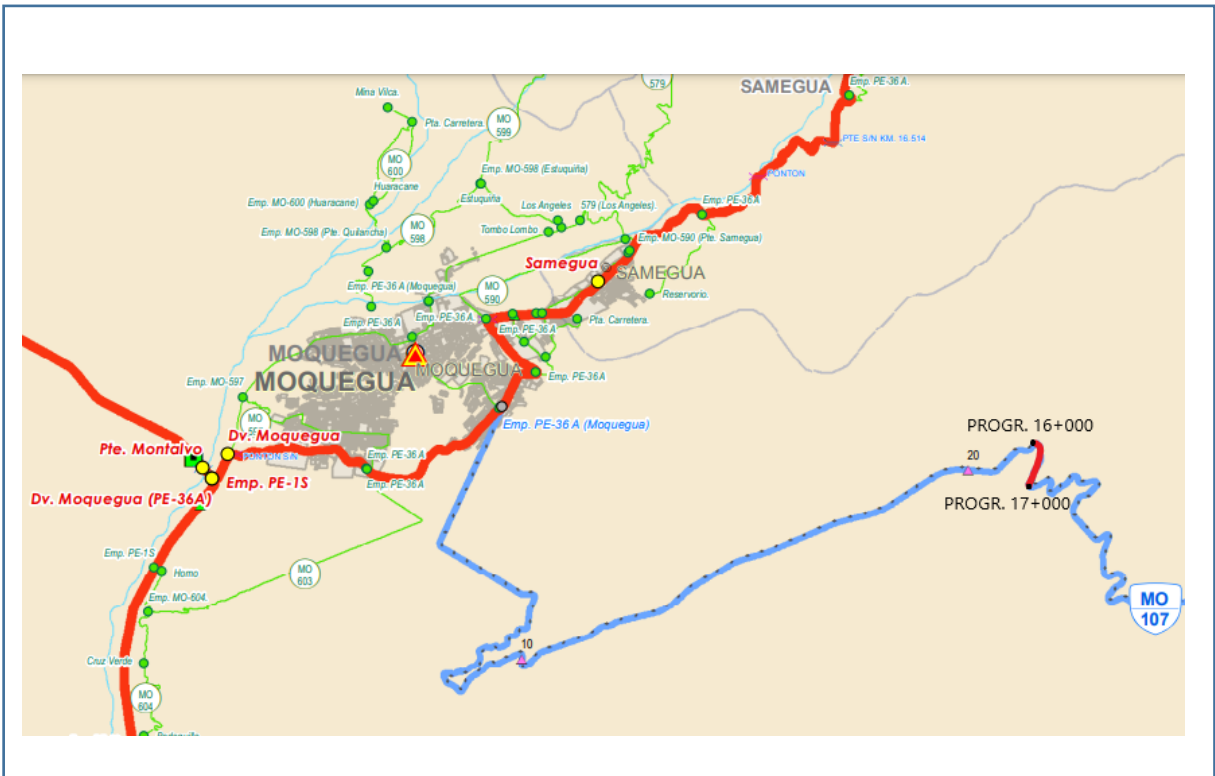 579
SAMEGUA
Emp. PE-36 A.
Mina Vilca.
Pta. Carretera.
MO
599
PTE S/N KM. 16.514
MO
600
Emp. MO-598 (Estuquiña)
PONTON
Huaracane
Emp. MO-600 (Huaracane)
Estuquiña
Los Angeles
579 (Los Angeles).
Emp. PE-36 A
MO
598
Emp. MO-598 (Pte. Quilancha)
Tombo Lombo
Emp. MO-590 (Pte. Samegua)
Samegua
SAMEGUA
Emp. PE-36 A (Moquegua)
MO
590
Reservorio.
Emp. PE-36 A
Emp. PE-36 A.
Pta. Carretera.
Emp. PE-36 A
MOQUEGUA
MOQUEGUA
MOQUEGUA
Emp. MO-597
Emp. PE-36 A
MO
Emp. PE-36 A (Moquegua)
PROGR. 16+000
Dv. Moquegua
Pte. Montalvo
PONTON S/N
Emp. PE-36 A
20
Emp. PE-1S
Emp. PE-36 A
Dv. Moquegua (PE-36A)
PROGR. 17+000
Emp. PE-1S
Homo
MO
603
Emp. MO-604.
MO
107
10
Cruz Verde
MO
604